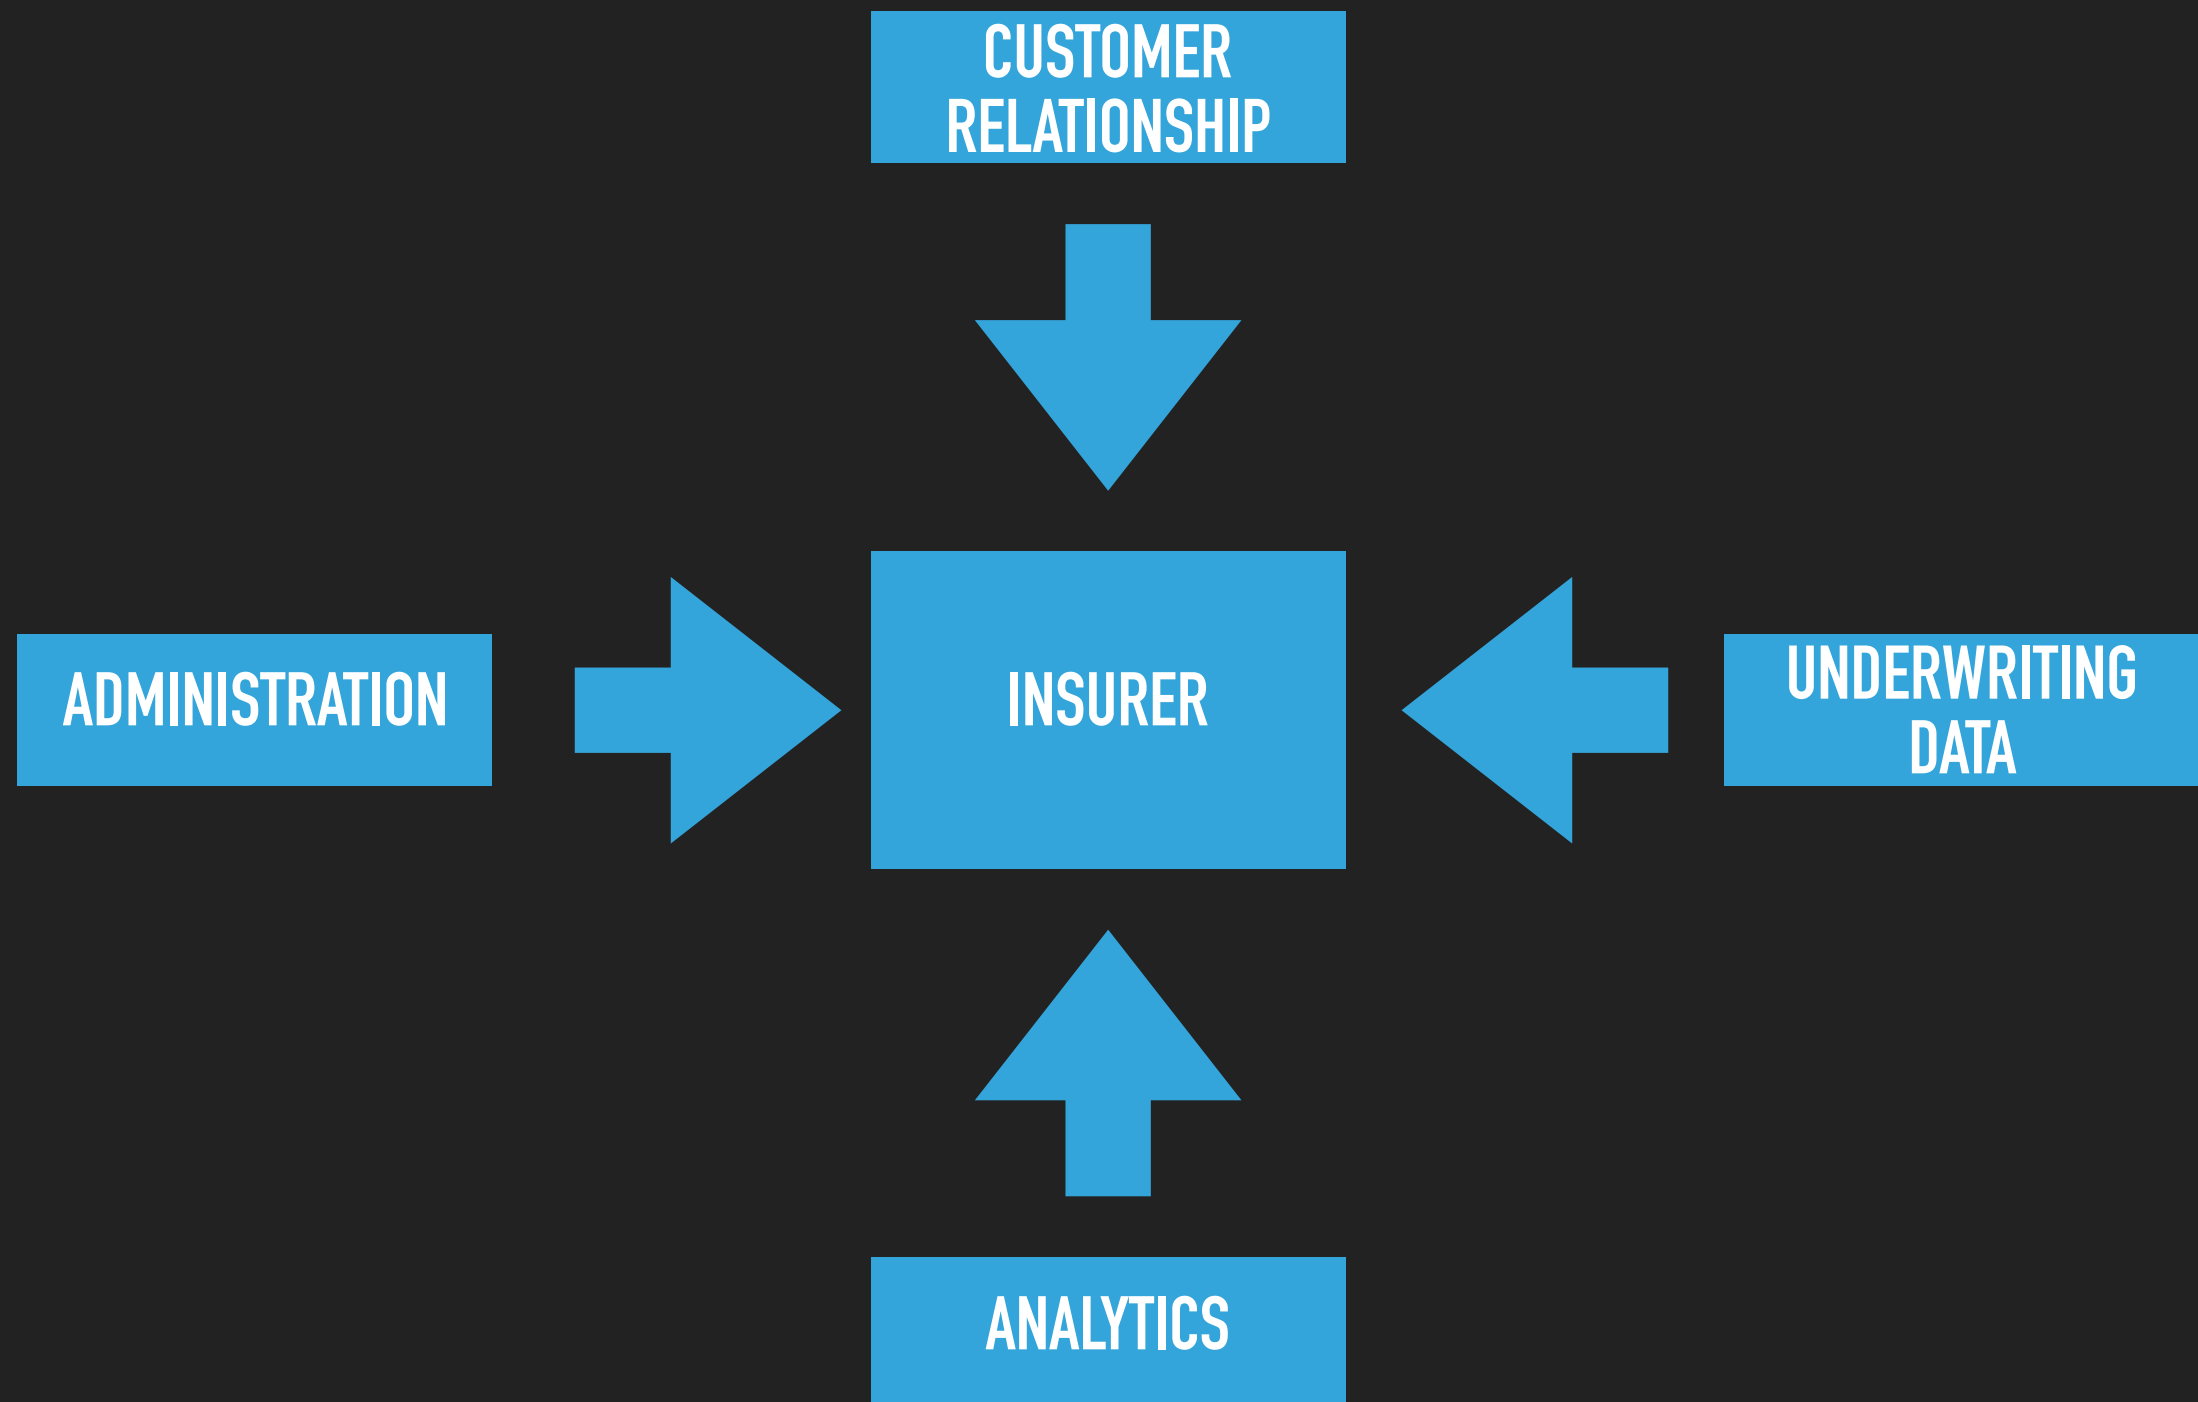 CUSTOMER
RELATIONSHIP
ADMINISTRATION
INSURER
UNDERWRITING
DATA
ANALYTICS